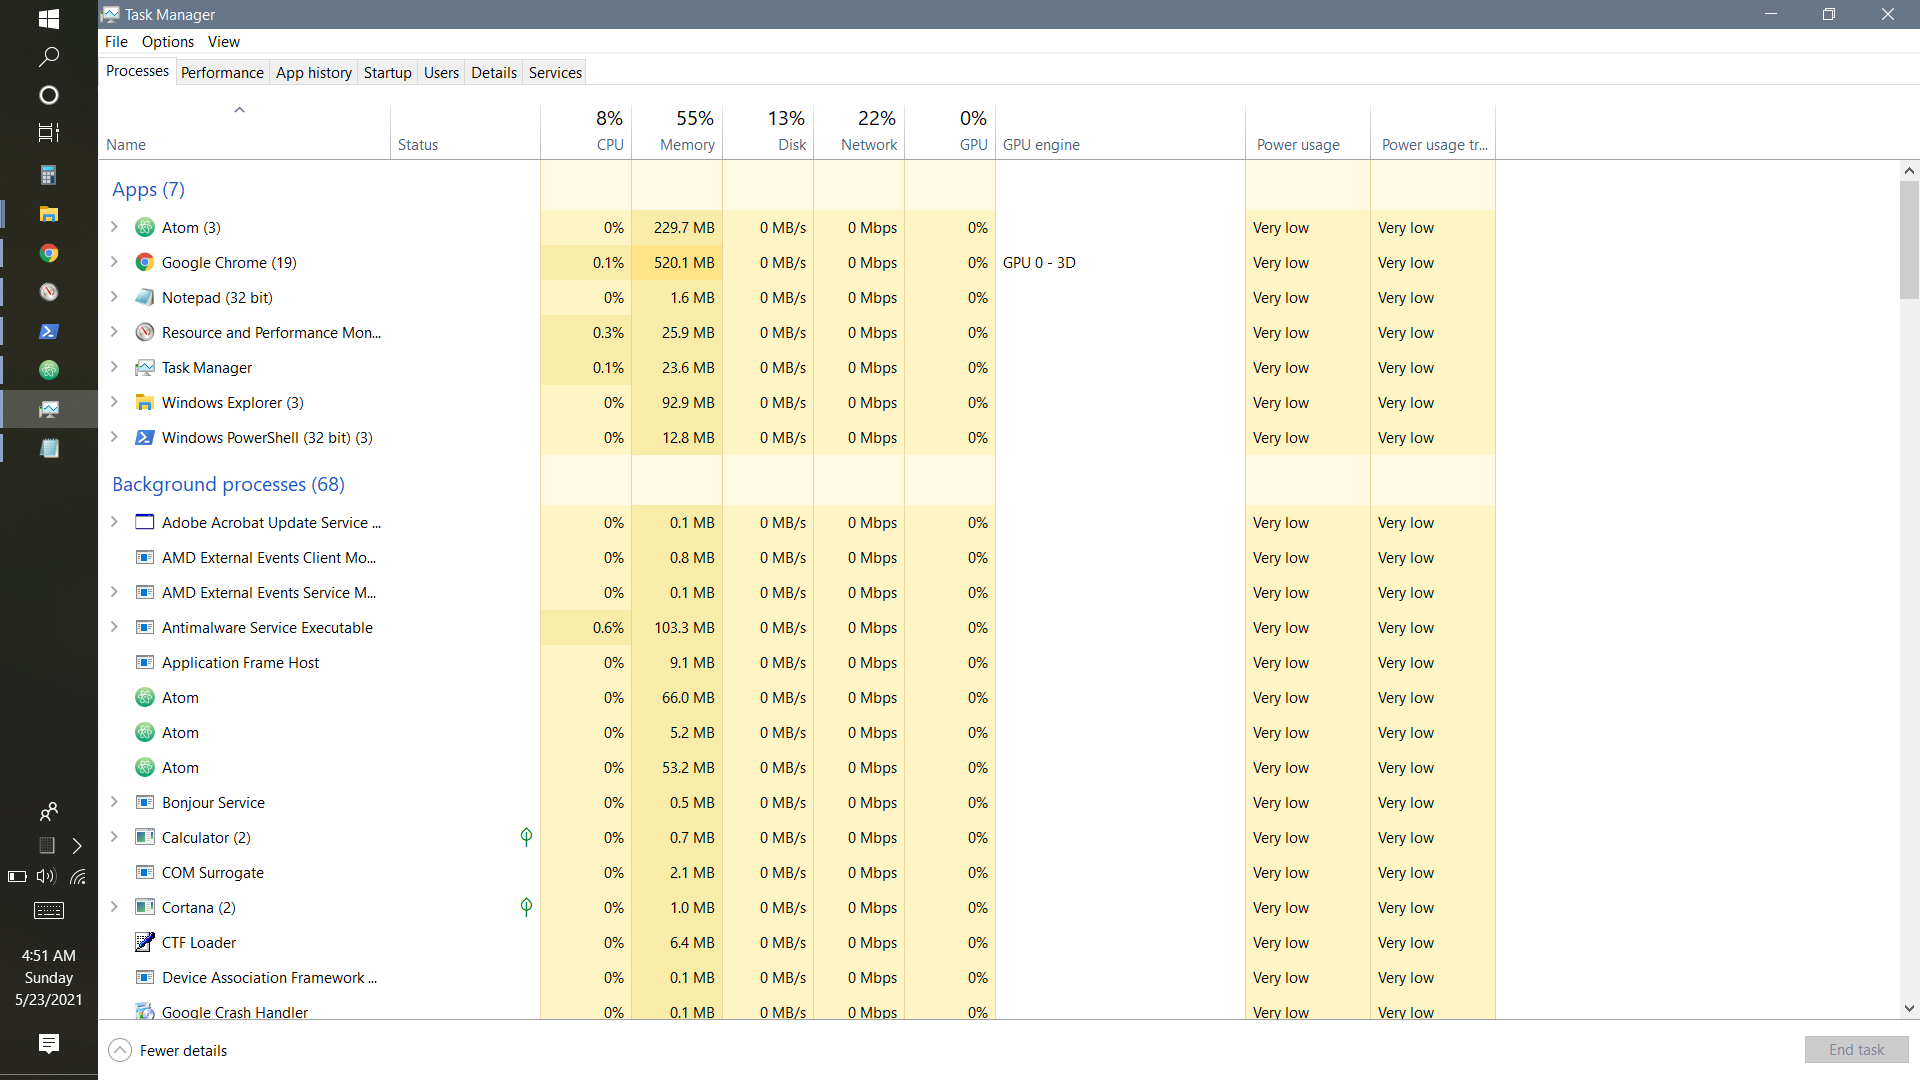 Task Manager
File Options View
Processes Performance App history Startup Users Details Services
8% 55% 13% 22% 0%
Name Status CPU Memory Disk Network GPU GPU engine Power usage Power usage tr...
Apps (7)
Atom (3) 0% 229.7 MB 0 MB/s 0 Mbps 0% Very low Very low
Google Chrome (19) 0.1% 520.1 MB 0 MB/s 0 Mbps 0% GPU 0 - 3D Very low Very low
Notepad (32 bit) 0% 1.6 MB 0 MB/s 0 Mbps 0% Very low Very low
Resource and Performance Mon... 0.3% 25.9 MB 0 MB/s 0 Mbps 0% Very low Very low
Task Manager 0.1% 23.6 MB 0 MB/s 0 Mbps 0% Very low Very low
Windows Explorer (3) 0% 92.9 MB 0 MB/s 0 Mbps 0% Very low Very low
Windows PowerShell (32 bit) (3) 0% 12.8 MB 0 MB/s 0 Mbps 0% Very low Very low
Background processes (68)
Adobe Acrobat Update Service ... 0% 0.1 MB 0 MB/s 0 Mbps 0% Very low Very low
AMD External Events Client Mo... 0% 0.8 MB 0 MB/s 0 Mbps 0% Very low Very low
AMD External Events Service M... 0% 0.1 MB 0 MB/s 0 Mbps 0% Very low Very low
Antimalware Service Executable 0.6% 103.3 MB 0 MB/s 0 Mbps 0% Very low Very low
Application Frame Host 0% 9.1 MB 0 MB/s 0 Mbps 0% Very low Very low
Atom 0% 66.0 MB 0 MB/s 0 Mbps 0% Very low Very low
Atom 0% 5.2 MB 0 MB/s 0 Mbps 0% Very low Very low
Atom 0% 53.2 MB 0 MB/s 0 Mbps 0% Very low Very low
Bonjour Service 0% 0.5 MB 0 MB/s 0 Mbps 0% Very low Very low
Calculator (2) 0% 0.7 MB 0 MB/s 0 Mbps 0% Very low Very low
COM Surrogate 0% 2.1 MB 0 MB/s 0 Mbps 0% Very low Very low
Cortana (2) 0% 1.0 MB 0 MB/s 0 Mbps 0% Very low Very low
CTF Loader 0% 6.4 MB 0 MB/s 0 Mbps 0% Very low Very low
Device Association Framework ... 0% 0.1 MB 0 MB/s 0 Mbps 0% Very low Very low
Google Crash Handler 0% 0.1 MB 0 MB/s 0 Mbps 0% Very low Very low
4:51 AM
Sunday
5/23/2021
Fewer details
End task